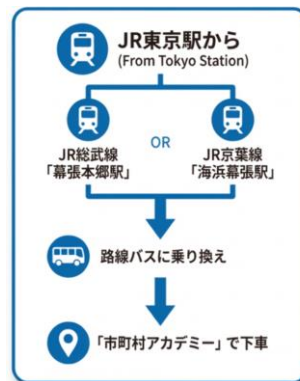 JR東京駅から
(From Tokyo Station)
JR総武線
「幕張本郷駅」
OR
JR京葉線
「海浜幕張駅」
路線バスに乗り換え
「市町村アカデミー」で下車